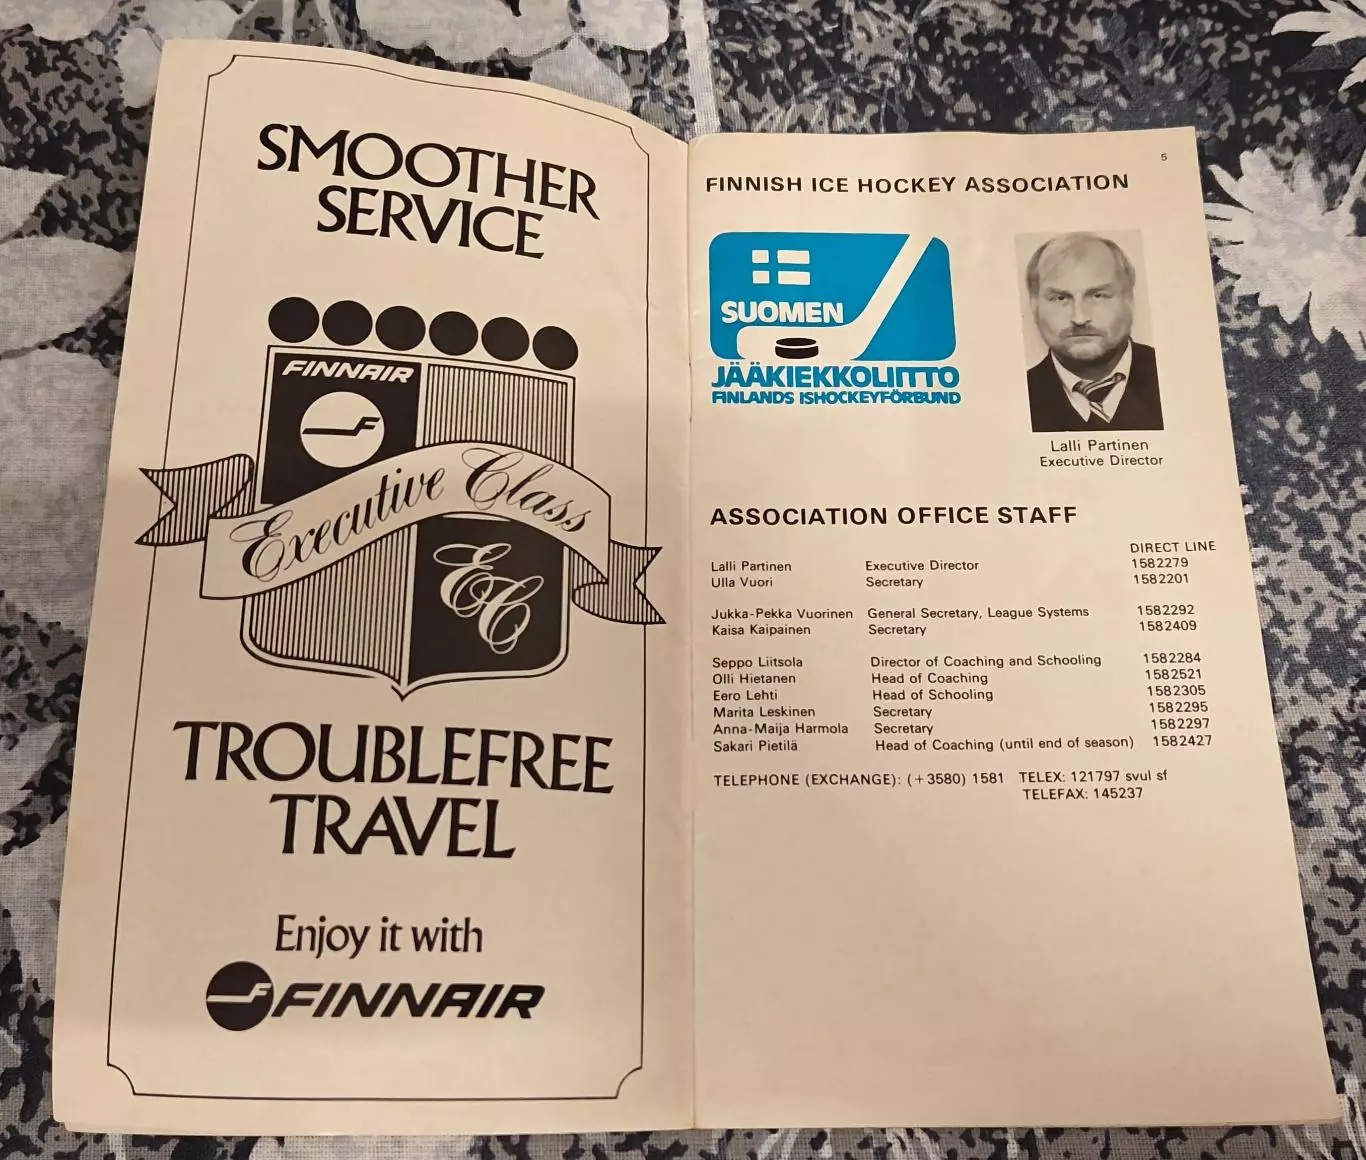 SMOOTHER
SERVICE
FINNAIR
F
Executive Class
EC
TROUBLEFREE
TRAVEL
Enjoy it with
F FINNAIR
5
FINNISH ICE HOCKEY ASSOCIATION
SUOMEN
JÄÄKIEKKOLIITTO
FINLANDS ISHOCKEYFÖRBUND
Lalli Partinen
Executive Director
ASSOCIATION OFFICE STAFF
DIRECT LINE
Lalli Partinen Executive Director 1582279
Ulla Vuori Secretary 1582201
Jukka-Pekka Vuorinen General Secretary, League Systems 1582292
Kaisa Kaipainen Secretary 1582409
Seppo Liitsola Director of Coaching and Schooling 1582284
Olli Hietanen Head of Coaching 1582521
Eero Lehti Head of Schooling 1582305
Marita Leskinen Secretary 1582295
Anna-Maija Harmola Secretary 1582297
Sakari Pietilä Head of Coaching (until end of season) 1582427
TELEPHONE (EXCHANGE): (+3580) 1581 TELEX: 121797 svul sf
TELEFAX: 145237